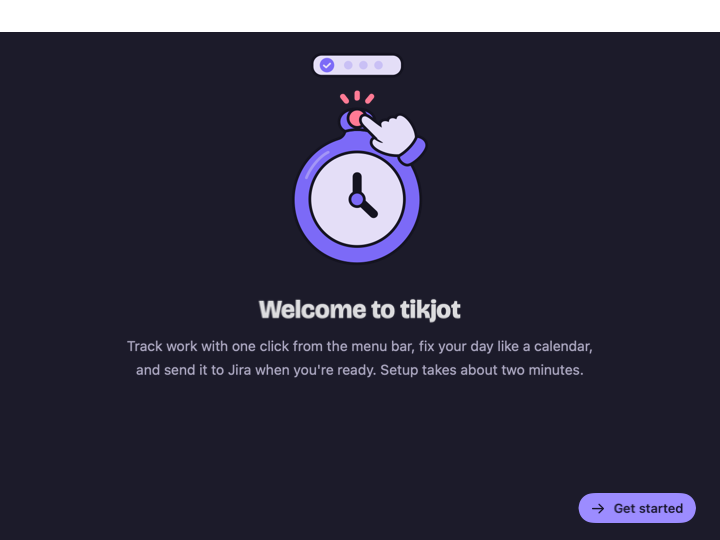 Welcome to tikjot
Track work with one click from the menu bar, fix your day like a calendar,
and send it to Jira when you're ready. Setup takes about two minutes.
Get started